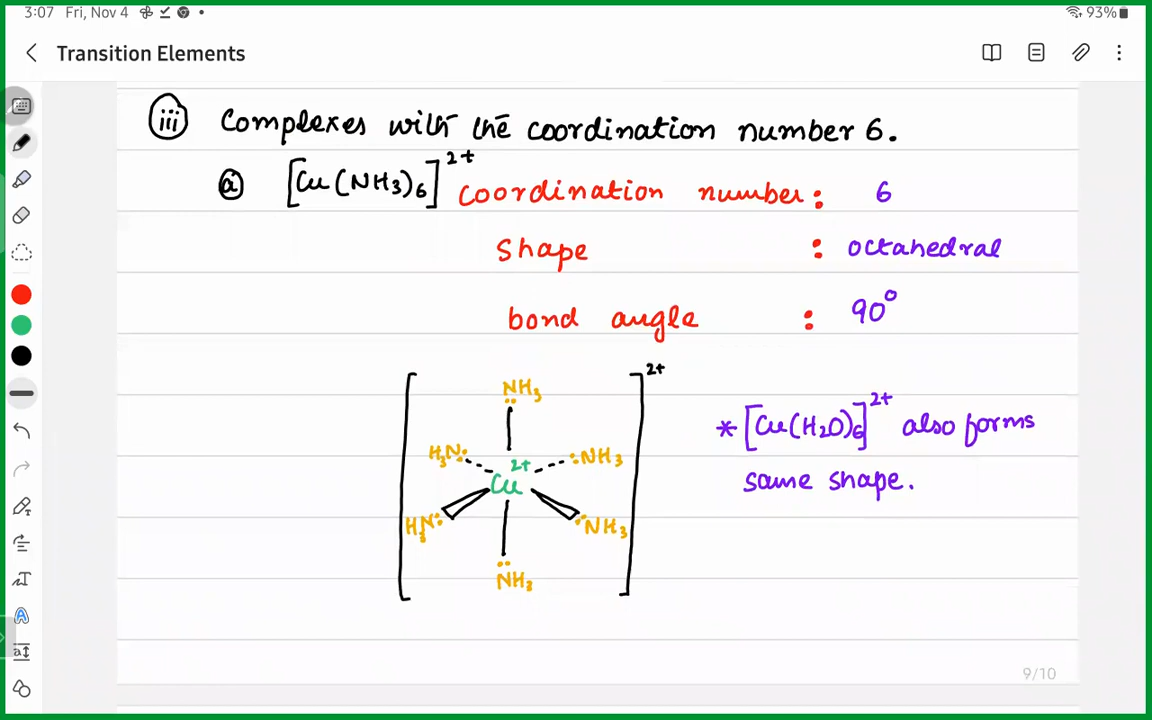 3:07 Fri, Nov 4 93%
Transition Elements
iii Complexes with the coordination number 6.
a [Cu(NH3)6]2+ coordination number: 6
shape : octahedral
bond angle : 90°
2+
NH3
*[Cu(H2O)6]2+ also forms
H3N: 2+ :NH3
Cu
same shape.
H3N: :NH3
NH3
9/10